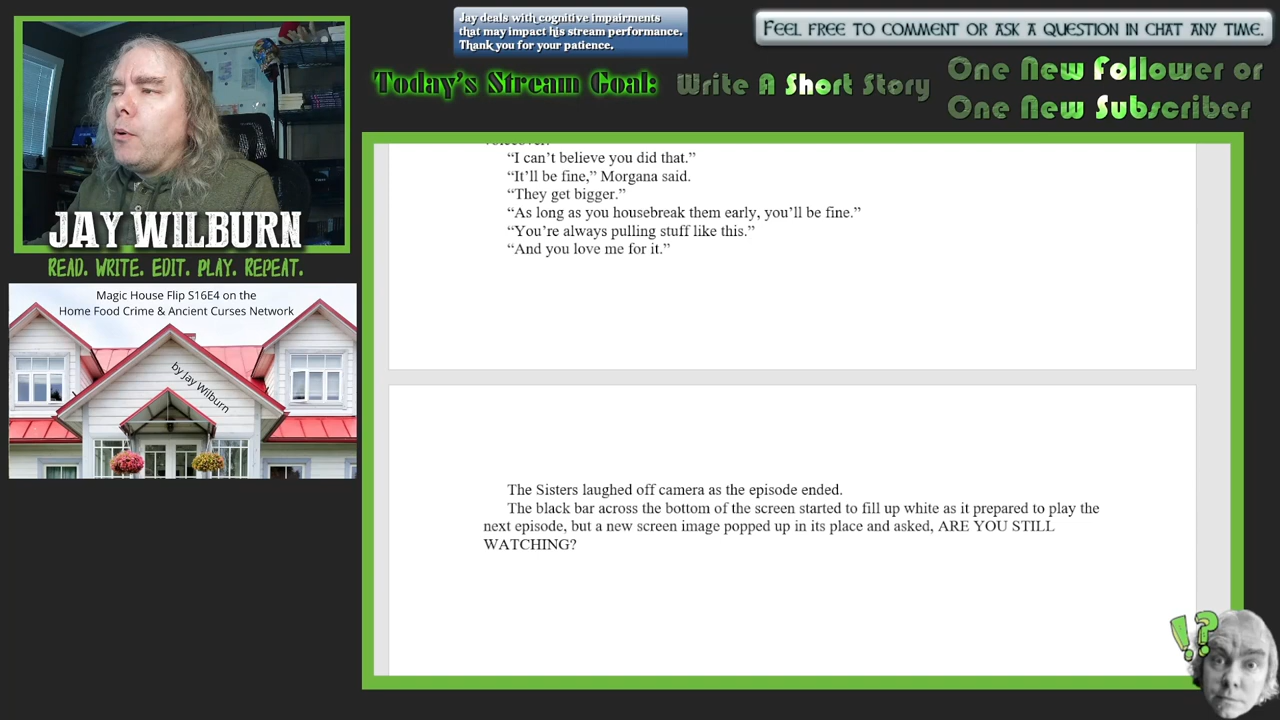 Jay deals with cognitive impairments
that may impact his stream performance.
Thank you for your patience.
Feel free to comment or ask a question in chat any time.
Today's Stream Goal:
Write A Short Story
One New Follower or
One New Subscriber
JAY WILBURN
READ. WRITE. EDIT. PLAY. REPEAT.
Magic House Flip S16E4 on the
Home Food Crime & Ancient Curses Network
by Jay Wilburn
“I can’t believe you did that.”
“It’ll be fine,” Morgana said.
“They get bigger.”
“As long as you housebreak them early, you’ll be fine.”
“You’re always pulling stuff like this.”
“And you love me for it.”
The Sisters laughed off camera as the episode ended.
The black bar across the bottom of the screen started to fill up white as it prepared to play the
next episode, but a new screen image popped up in its place and asked, ARE YOU STILL
WATCHING?
!?